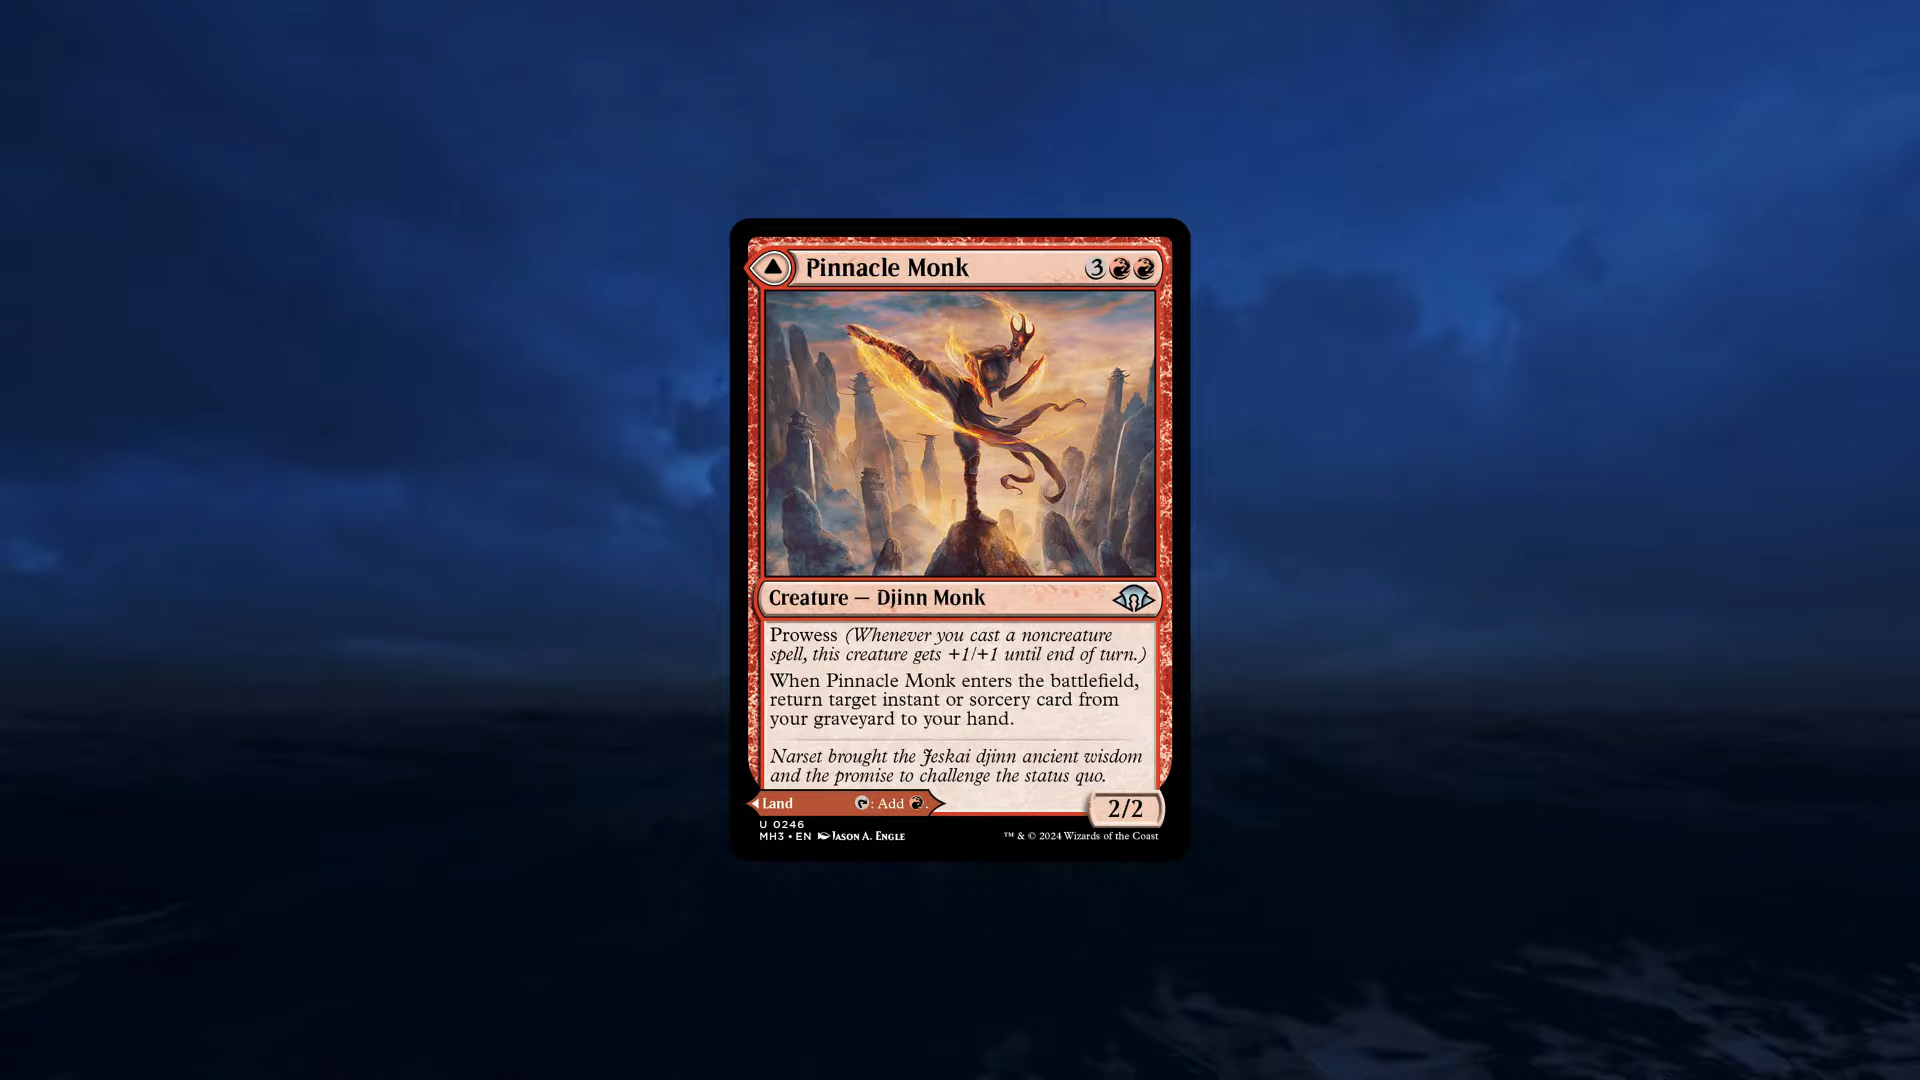 Pinnacle Monk 3
Creature — Djinn Monk
Prowess (Whenever you cast a noncreature
spell, this creature gets +1/+1 until end of turn.)
When Pinnacle Monk enters the battlefield,
return target instant or sorcery card from
your graveyard to your hand.
Narset brought the Jeskai djinn ancient wisdom
and the promise to challenge the status quo.
Land : Add .
2/2
U 0246
MH3 • EN Jason A. Engle
™ & © 2024 Wizards of the Coast